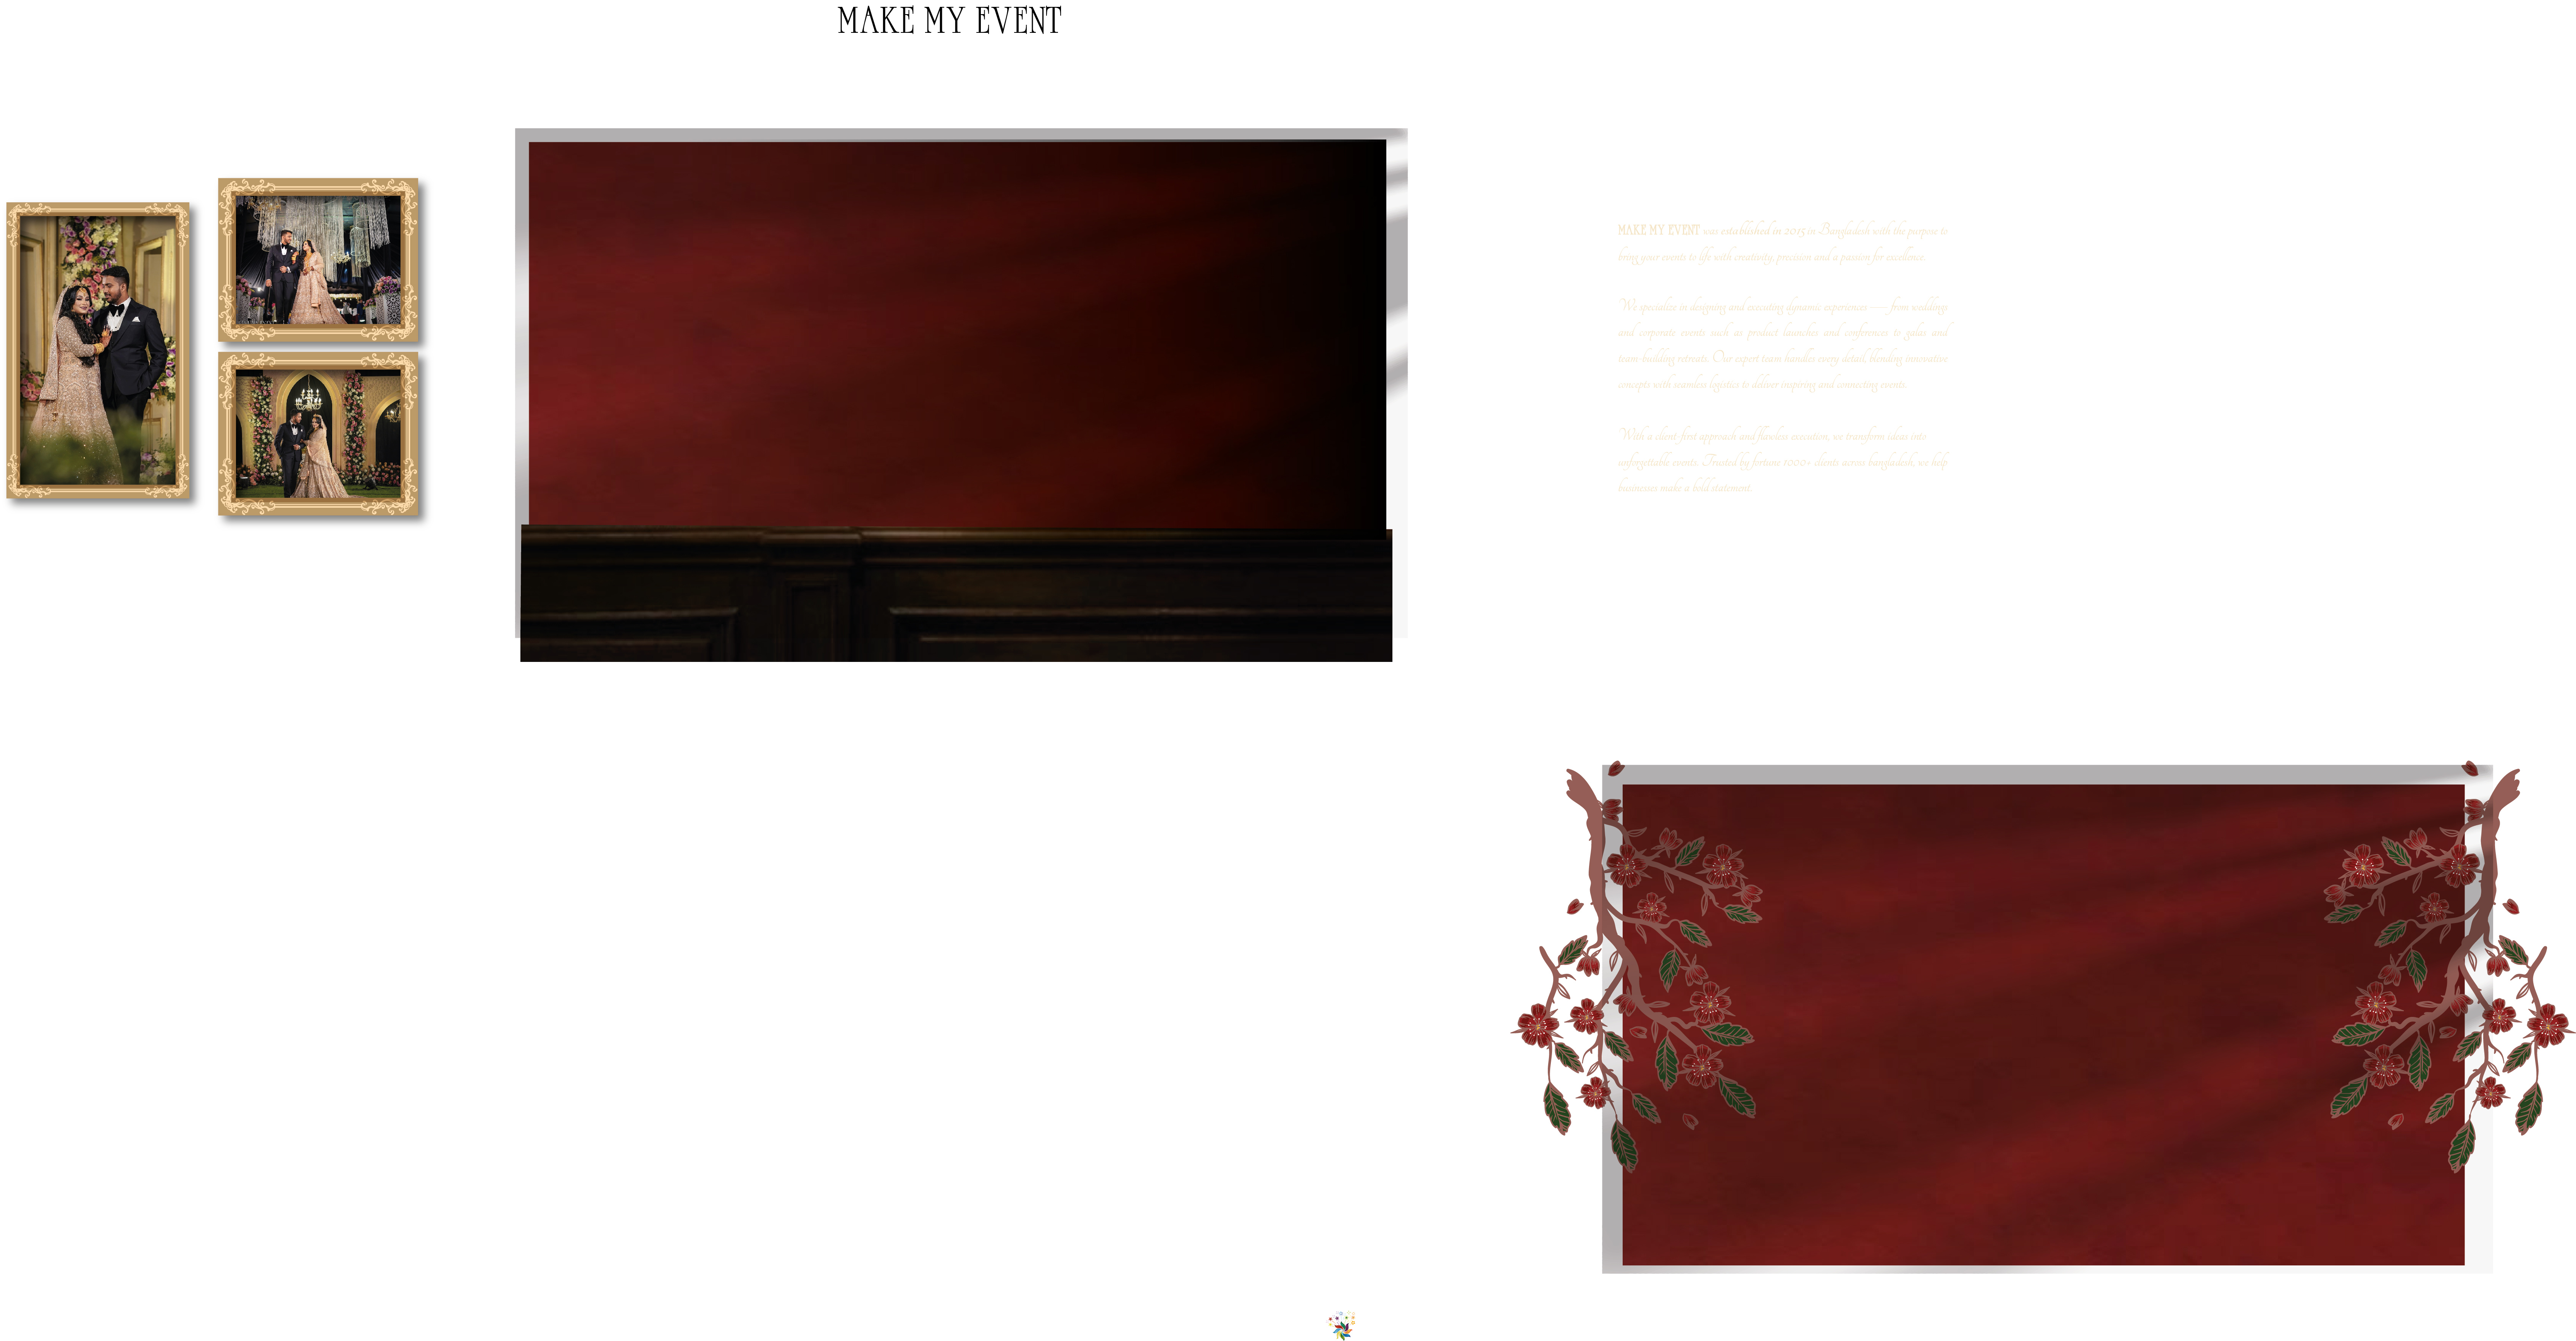 MAKE MY EVENT
MAKE MY EVENT was established in 2015 in Bangladesh with the purpose to
bring your events to life with creativity, precision and a passion for excellence.
We specialize in designing and executing dynamic experiences — from weddings
and corporate events such as product launches and conferences to galas and
team-building retreats. Our expert team handles every detail, blending innovative
concepts with seamless logistics to deliver inspiring and connecting events.
With a client-first approach and flawless execution, we transform ideas into
unforgettable events. Trusted by fortune 1000+ clients across bangladesh, we help
businesses make a bold statement.